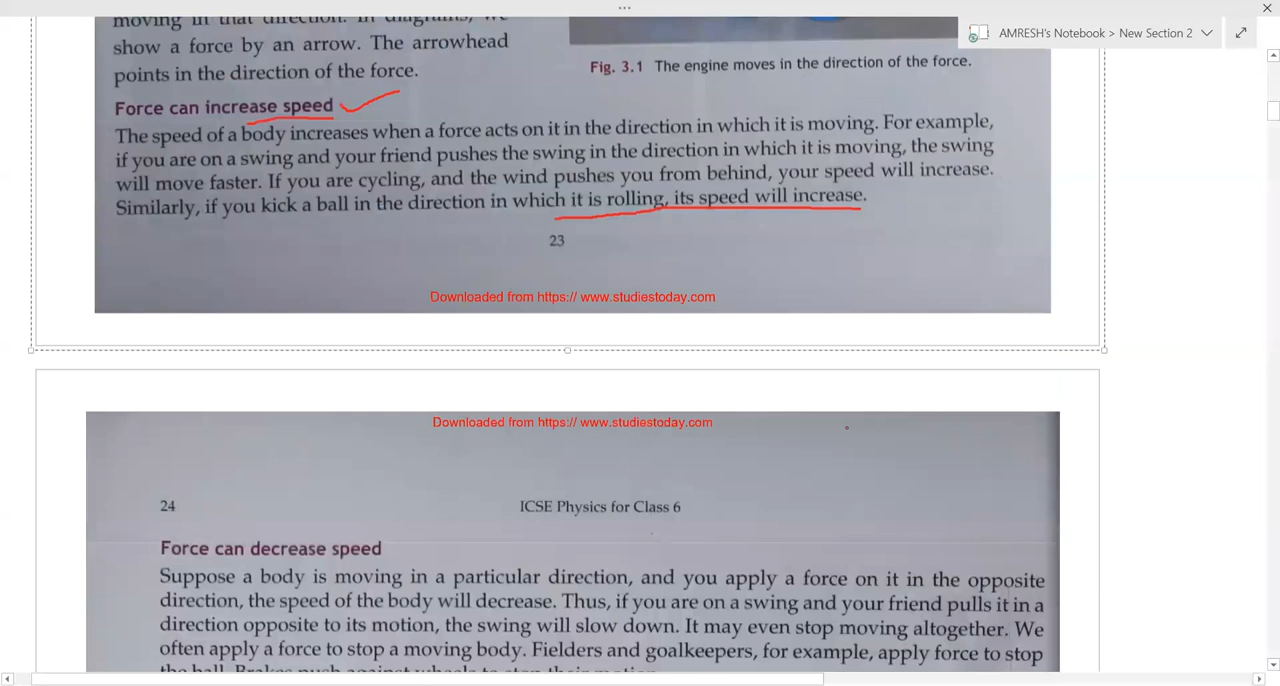 AMRESH's Notebook > New Section 2
moving in that direction. In diagrams, we
show a force by an arrow. The arrowhead
points in the direction of the force.
Fig. 3.1 The engine moves in the direction of the force.
Force can increase speed
The speed of a body increases when a force acts on it in the direction in which it is moving. For example,
if you are on a swing and your friend pushes the swing in the direction in which it is moving, the swing
will move faster. If you are cycling, and the wind pushes you from behind, your speed will increase.
Similarly, if you kick a ball in the direction in which it is rolling, its speed will increase.
23
Downloaded from https:// www.studiestoday.com
Downloaded from https:// www.studiestoday.com
24
ICSE Physics for Class 6
Force can decrease speed
Suppose a body is moving in a particular direction, and you apply a force on it in the opposite
direction, the speed of the body will decrease. Thus, if you are on a swing and your friend pulls it in a
direction opposite to its motion, the swing will slow down. It may even stop moving altogether. We
often apply a force to stop a moving body. Fielders and goalkeepers, for example, apply force to stop
the ball. Brakes push against wheels to stop their motion.